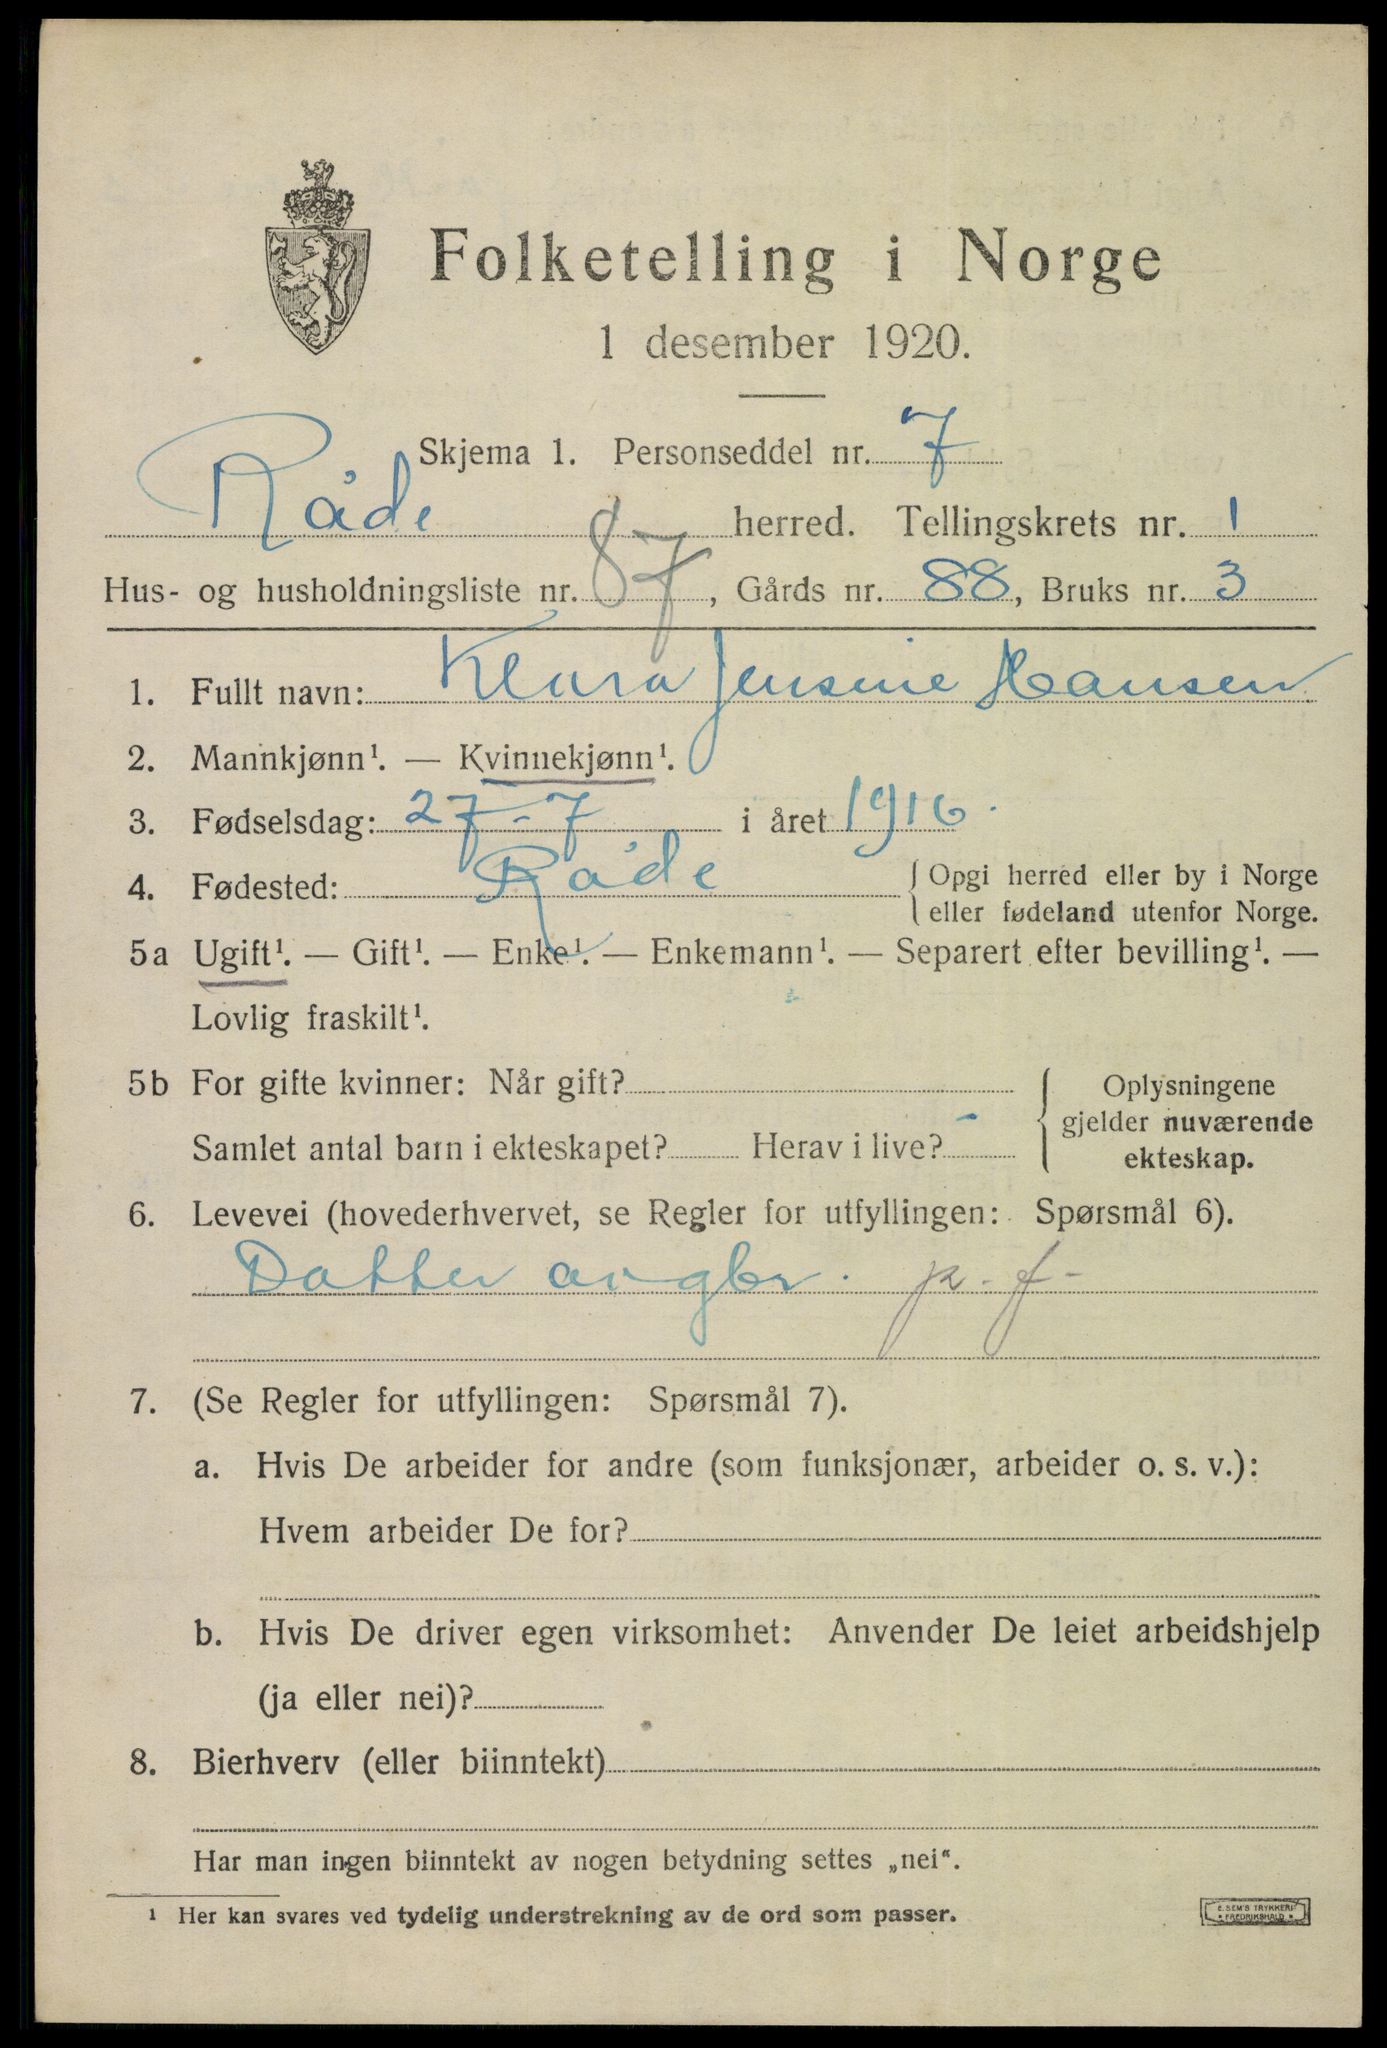 Folketelling i Norge
1 desember 1920.
Skjema 1. Personseddel nr. 7
Råde herred. Tellingskrets nr. 1
Hus- og husholdningsliste nr. 87, Gårds nr. 88, Bruks nr. 3
1. Fullt navn: Klara Jensine Hansen
2. Mannkjønn¹. — Kvinnekjønn¹.
3. Fødselsdag: 27-7 i året 1916.
4. Fødested: Råde { Opgi herred eller by i Norge
eller fødeland utenfor Norge.
5a Ugift¹. — Gift¹. — Enke¹. — Enkemann¹. — Separert efter bevilling¹. —
Lovlig fraskilt¹.
5b For gifte kvinner: Når gift? { Oplysningene
gjelder nuværende
Samlet antal barn i ekteskapet? Herav i live? -
ekteskap.
6. Levevei (hovederhvervet, se Regler for utfyllingen: Spørsmål 6).
Datter av gbr. p. f-
7. (Se Regler for utfyllingen: Spørsmål 7).
a. Hvis De arbeider for andre (som funksjonær, arbeider o. s. v.):
Hvem arbeider De for?
b. Hvis De driver egen virksomhet: Anvender De leiet arbeidshjelp
(ja eller nei)?
8. Bierhverv (eller biinntekt)
Har man ingen biinntekt av nogen betydning settes „nei“.
¹ Her kan svares ved tydelig understrekning av de ord som passer.
E. SEM'S TRYKKERI
• FREDRIKSHALD •